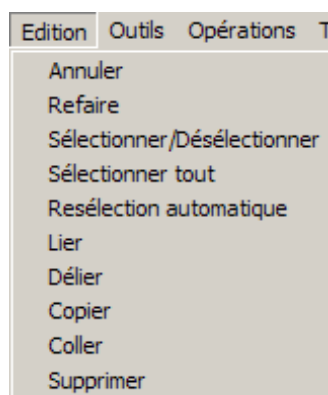 Edition Outils Opérations
Annuler
Refaire
Sélectionner/Désélectionner
Sélectionner tout
Resélection automatique
Lier
Délier
Copier
Coller
Supprimer